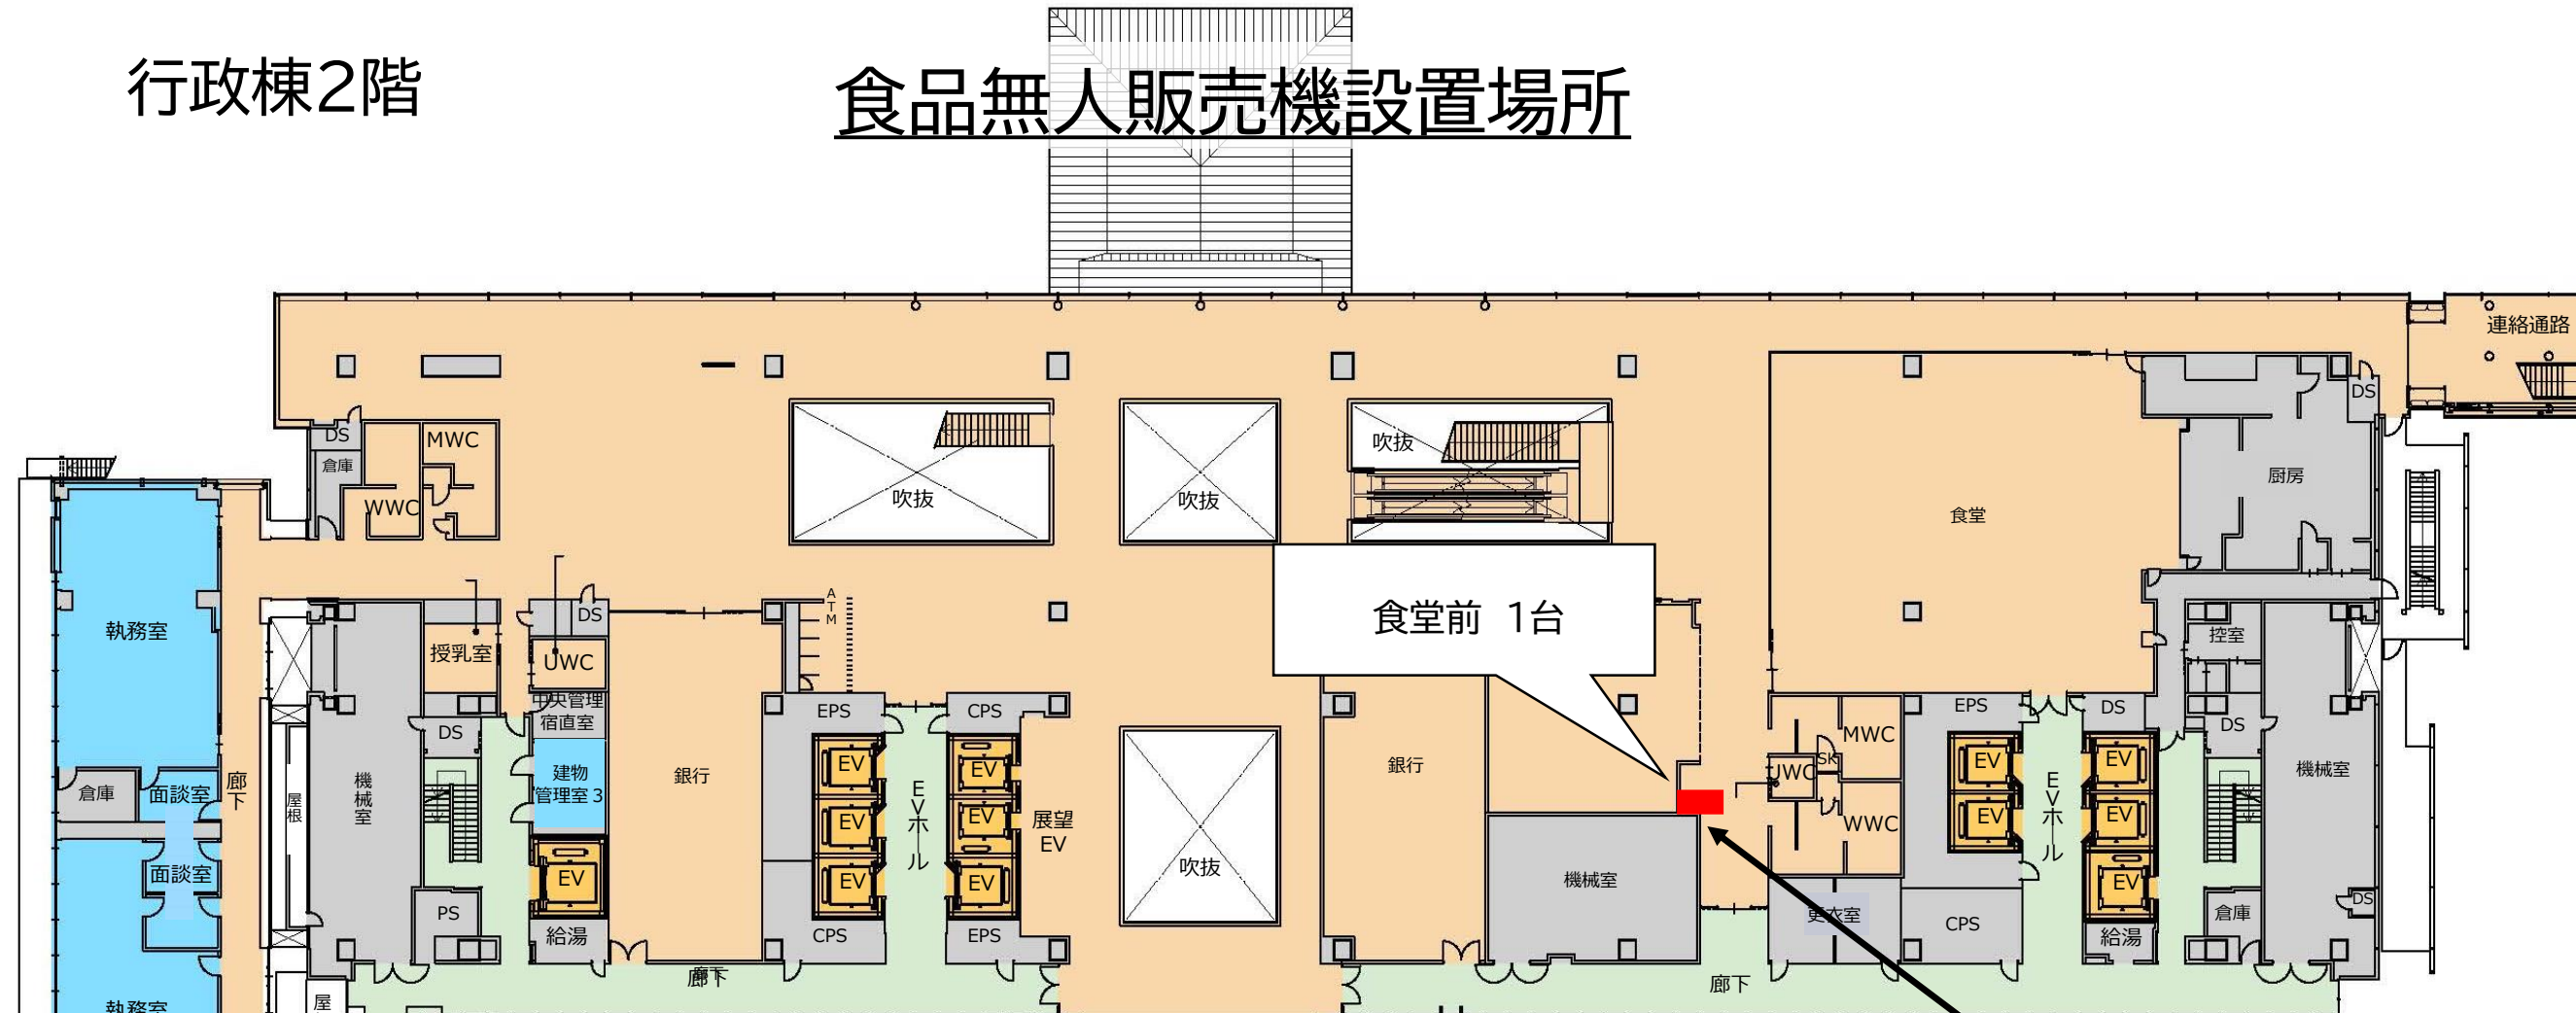 行政棟2階
食品無人販売機設置場所
連絡通路
DS
倉庫
MWC
WWC
吹抜
吹抜
吹抜
DS
厨房
食堂
食堂前 1台
執務室
授乳室
DS
UWC
ATM
中央管理
宿直室
建物
管理室3
銀行
EPS
CPS
DS
EV
EV
EV
EV
EV
EV
EVホール
展望
EV
吹抜
銀行
控室
MWC
SK
UWC
WWC
EPS
DS
DS
EV
EV
EV
EV
EV
EVホール
機械室
倉庫
面談室
面談室
廊下
屋根
機械室
EV
PS
給湯
CPS
EPS
機械室
更衣室
CPS
倉庫
DS
給湯
廊下
廊下
屋
執務室